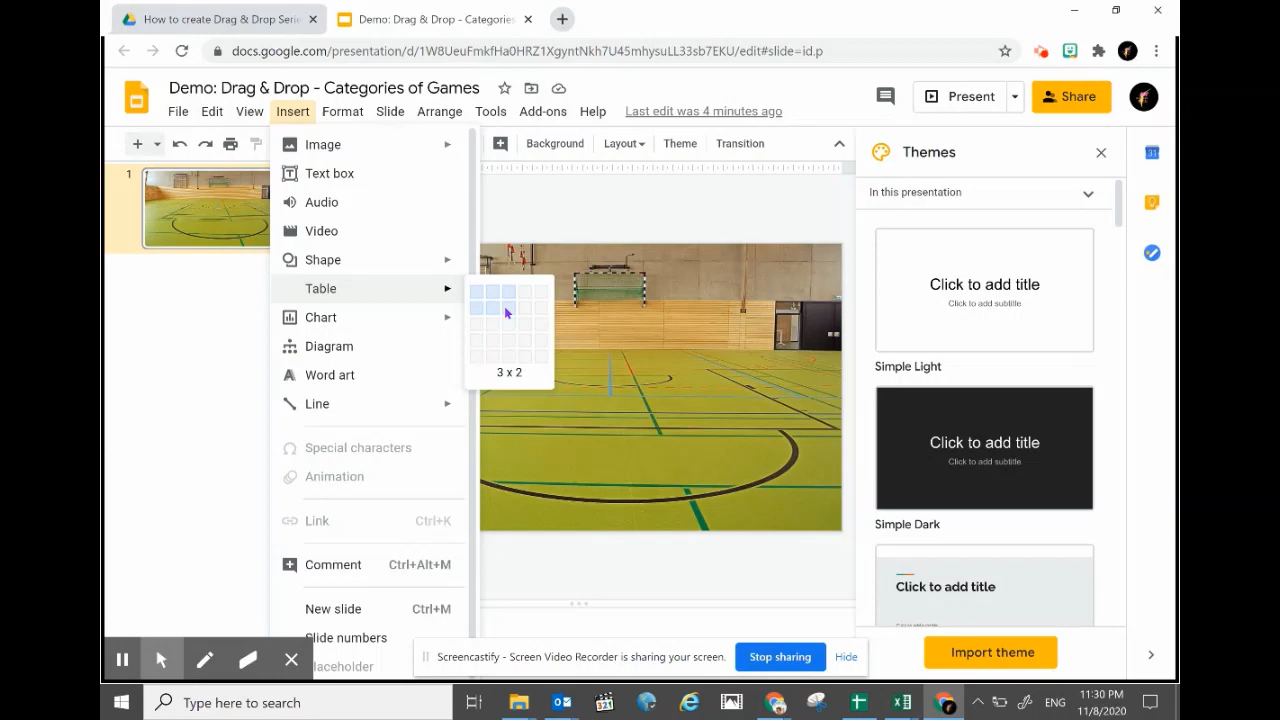 How to create Drag & Drop Serie
Demo: Drag & Drop - Categories
docs.google.com/presentation/d/1W8UeuFmkfHa0HRZ1XgyntNkh7U45mhysuLL33sb7EKU/edit#slide=id.p
Demo: Drag & Drop - Categories of Games
File Edit View Insert Format Slide Arrange Tools Add-ons Help Last edit was 4 minutes ago
Present
Share
Background Layout Theme Transition
1
Image
Text box
Audio
Video
Shape
Table
Chart
Diagram
Word art
Line
Special characters
Animation
Link Ctrl+K
Comment Ctrl+Alt+M
New slide Ctrl+M
Slide numbers
laceholder
3 x 2
Themes
In this presentation
Click to add title
Click to add subtitle
Simple Light
Click to add title
Click to add subtitle
Simple Dark
Click to add title
Import theme
31
Screencastify - Screen Video Recorder is sharing your screen.
Stop sharing
Hide
Type here to search
ENG
11:30 PM
11/8/2020